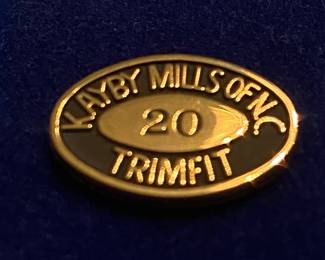 KAYBY MILLS OF N.C.
20
TRIMFIT